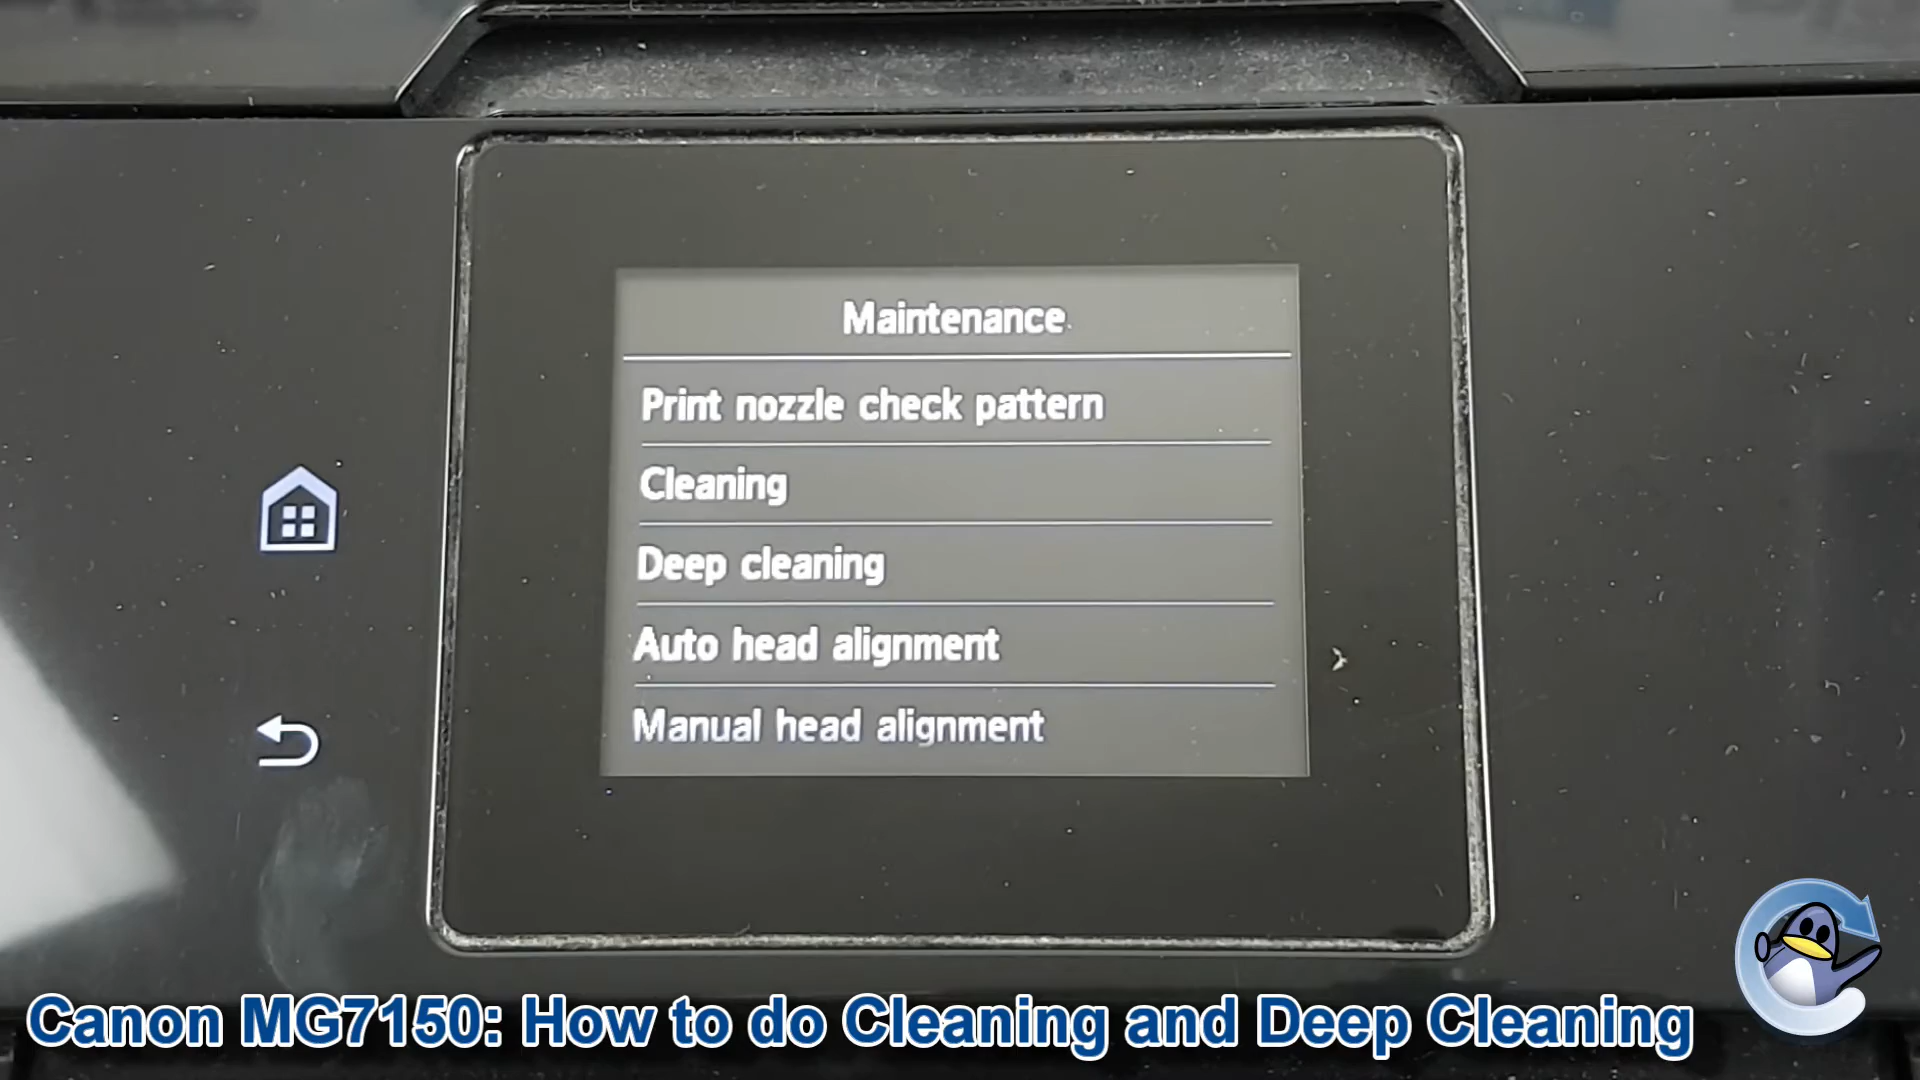 Maintenance
Print nozzle check pattern
Cleaning
Deep cleaning
Auto head alignment
Manual head alignment
Canon MG7150: How to do Cleaning and Deep Cleaning